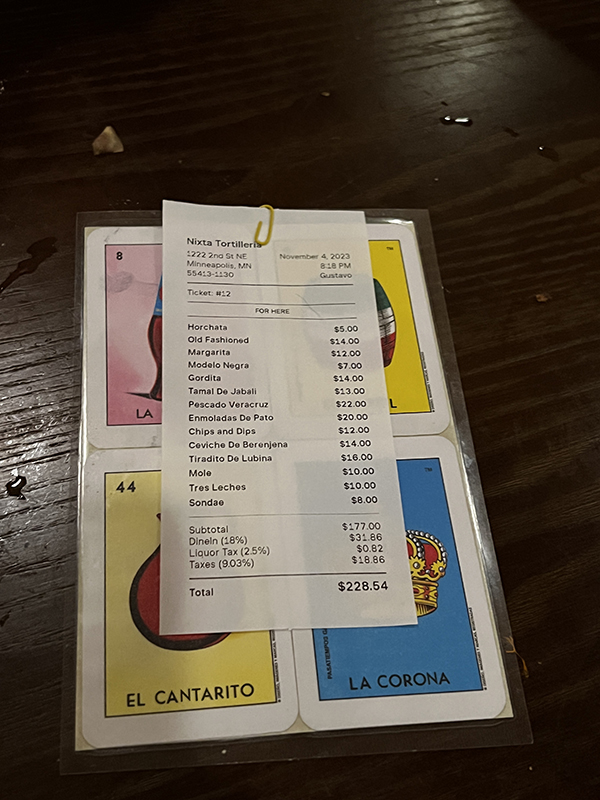 Nixta Tortilleria
1222 2nd St NE
Minneapolis, MN
55413-1130
November 4, 2023
8:18 PM
Gustavo
Ticket: #12
FOR HERE
Horchata $5.00
Old Fashioned $14.00
Margarita $12.00
Modelo Negra $7.00
Gordita $14.00
Tamal De Jabali $13.00
Pescado Veracruz $22.00
Enmoladas De Pato $20.00
Chips and Dips $12.00
Ceviche De Berenjena $14.00
Tiradito De Lubina $16.00
Mole $10.00
Tres Leches $10.00
Sondae $8.00
Subtotal $177.00
DineIn (18%) $31.86
Liquor Tax (2.5%) $0.82
Taxes (9.03%) $18.86
Total $228.54
8
LA
TM
L
44
EL CANTARITO
TM
PASATIEMPOS
LA CORONA